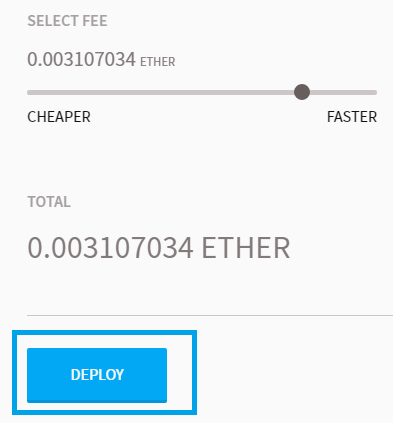 SELECT FEE
0.003107034 ETHER
CHEAPER FASTER
TOTAL
0.003107034 ETHER
DEPLOY